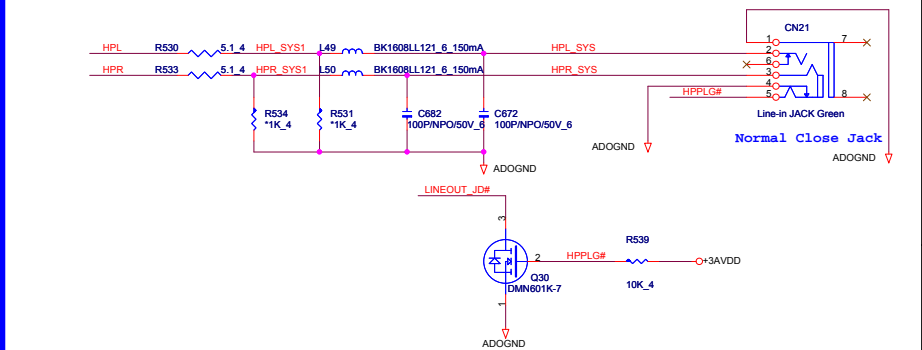 CN21
HPL R530 5.1_4 HPL_SYS1 L49 BK1608LL121_6_150mA HPL_SYS 1 7
2
6
HPR R533 5.1_4 HPR_SYS1 L50 BK1608LL121_6_150mA HPR_SYS 3
4
HPPLG# 5 8
R534 R531 C682 C672 Line-in JACK Green
*1K_4 *1K_4 100P/NPO/50V_6 100P/NPO/50V_6
Normal Close Jack
ADOGND
ADOGND
ADOGND
LINEOUT_JD#
3
R539
2 HPPLG# +3AVDD
Q30
DMN601K-7 10K_4
1
ADOGND